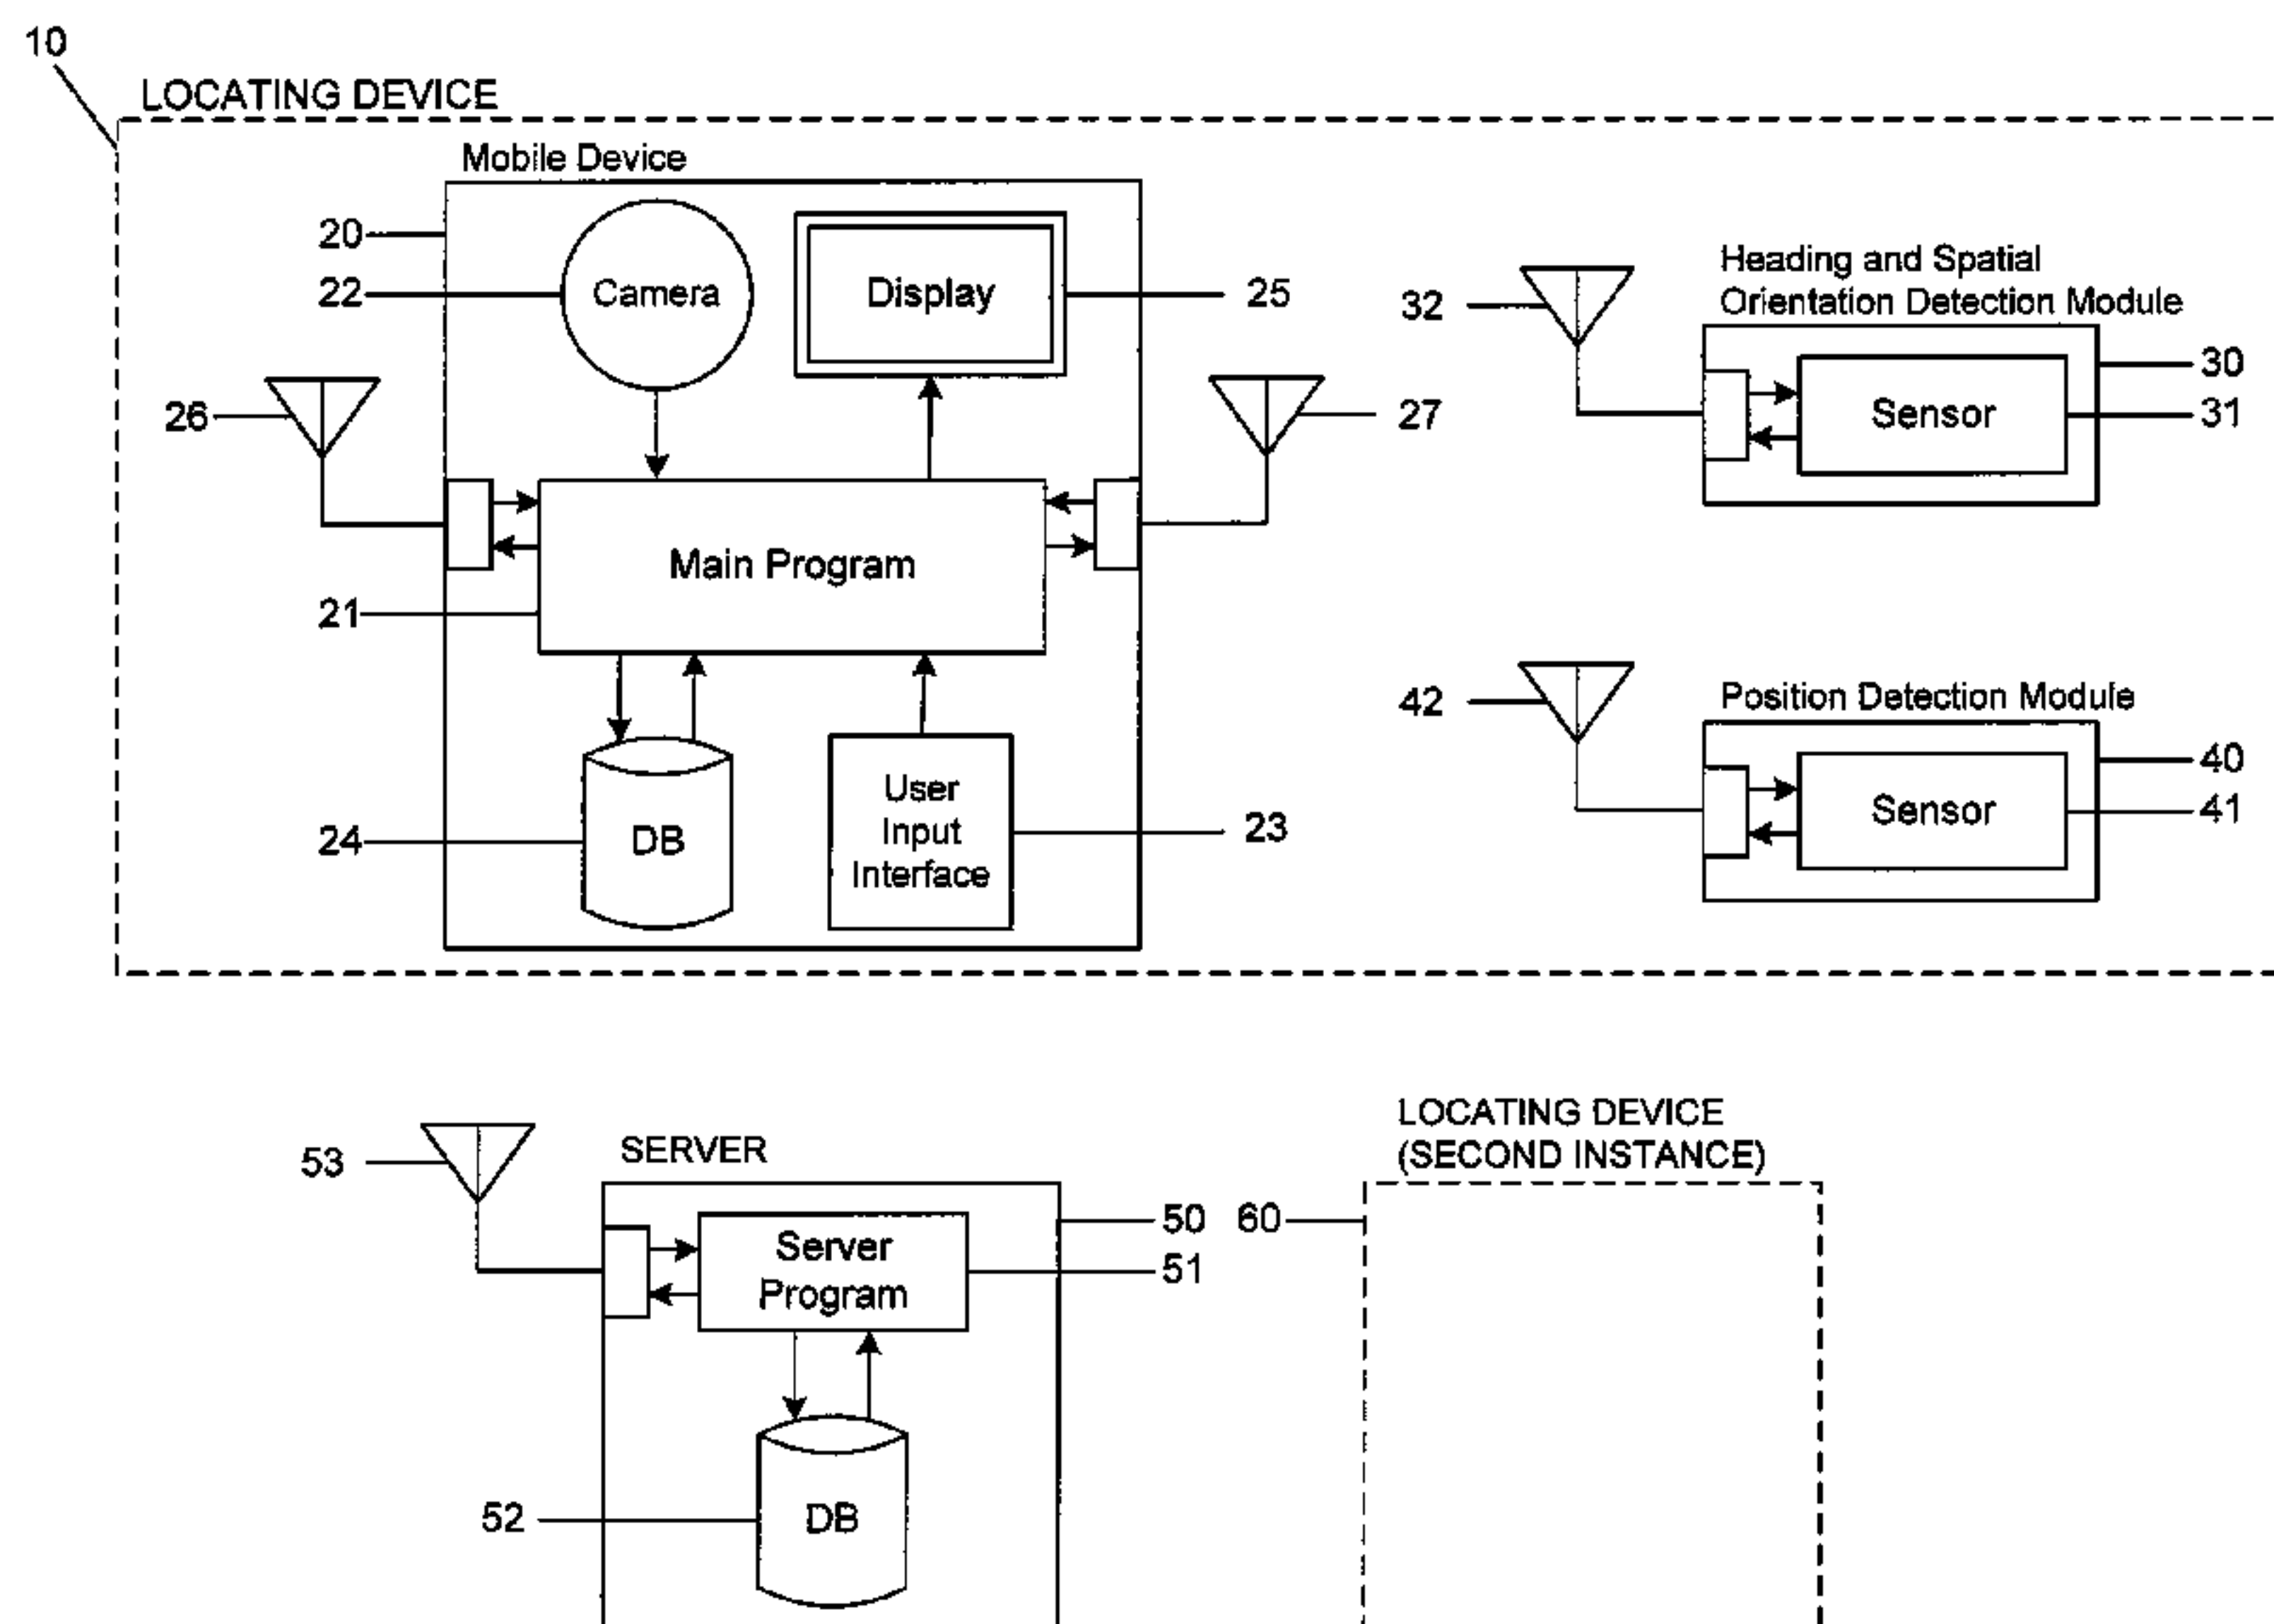 10
LOCATING DEVICE
Mobile Device
20
22
Camera
Display
25
26
27
32
Heading and Spatial
Orientation Detection Module
30
Sensor
31
Main Program
21
42
Position Detection Module
40
Sensor
41
24
DB
User
Input
Interface
23
53
SERVER
50
Server
Program
51
52
DB
LOCATING DEVICE
(SECOND INSTANCE)
60